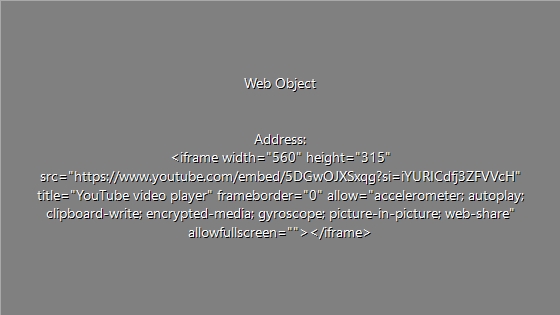 Web Object
Address:
<iframe width="560" height="315"
src="https://www.youtube.com/embed/5DGwOJXSxqg?si=iYURICdfj3ZFVVcH"
title="YouTube video player" frameborder="0" allow="accelerometer; autoplay;
clipboard-write; encrypted-media; gyroscope; picture-in-picture; web-share"
allowfullscreen=""></iframe>